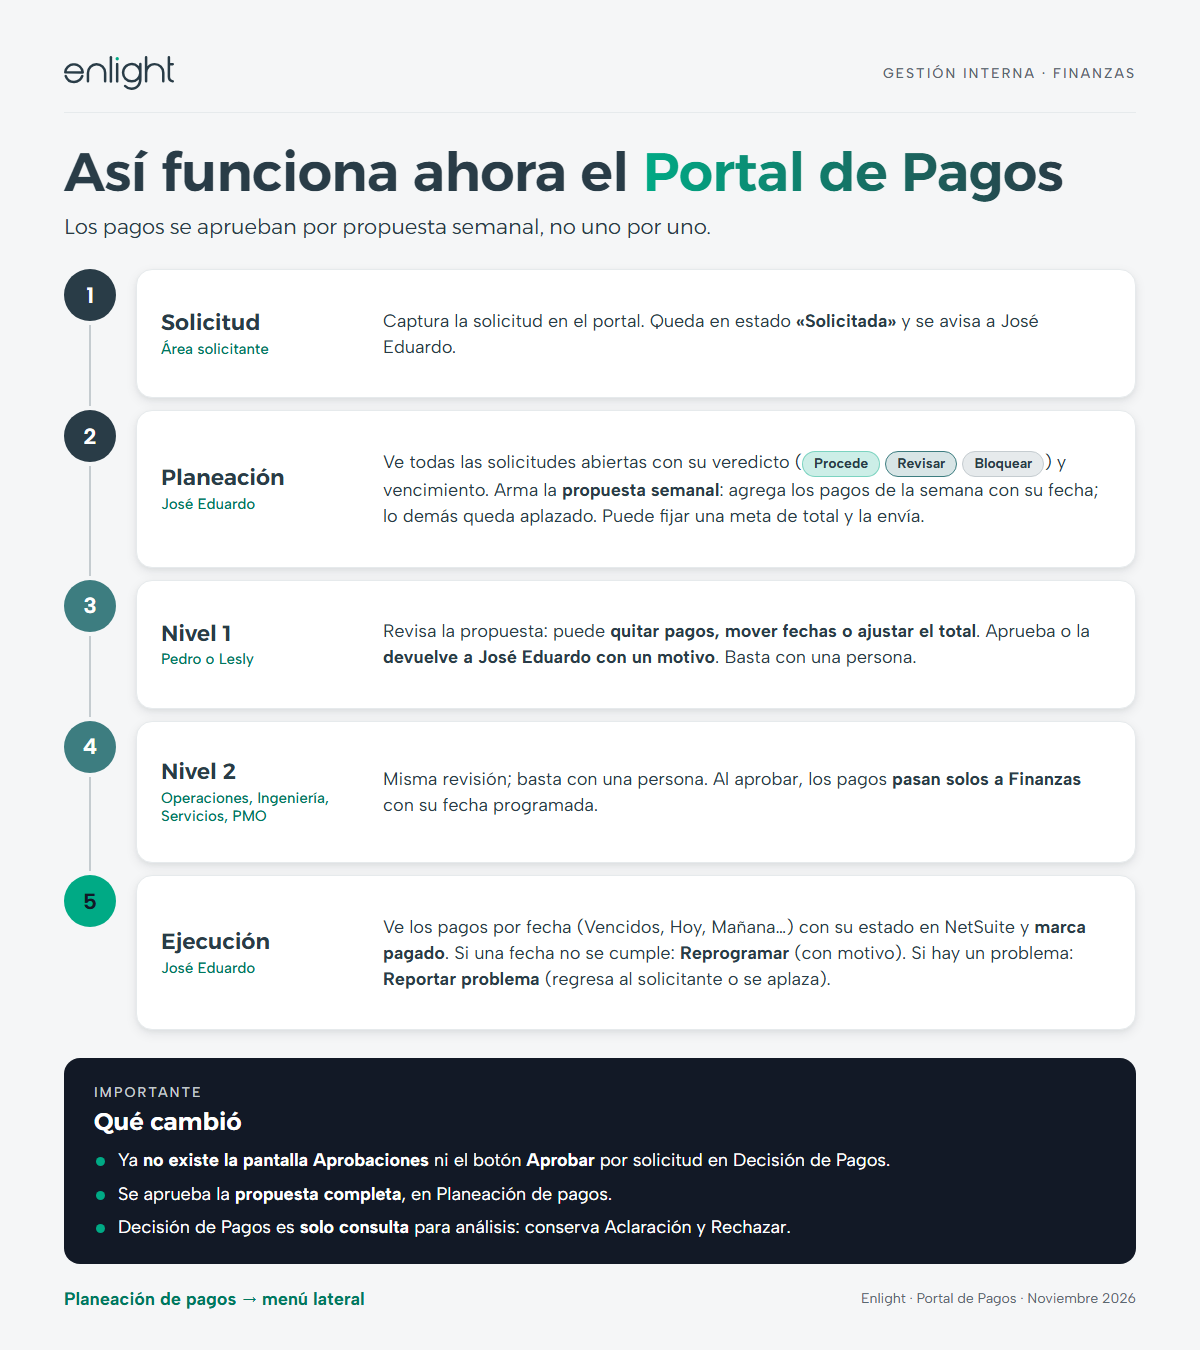 enlight
GESTIÓN INTERNA · FINANZAS
Así funciona ahora el Portal de Pagos
Los pagos se aprueban por propuesta semanal, no uno por uno.
1
Solicitud
Área solicitante
Captura la solicitud en el portal. Queda en estado «Solicitada» y se avisa a José
Eduardo.
2
Planeación
José Eduardo
Ve todas las solicitudes abiertas con su veredicto (Procede Revisar Bloquear) y
vencimiento. Arma la propuesta semanal: agrega los pagos de la semana con su fecha;
lo demás queda aplazado. Puede fijar una meta de total y la envía.
3
Nivel 1
Pedro o Lesly
Revisa la propuesta: puede quitar pagos, mover fechas o ajustar el total. Aprueba o la
devuelve a José Eduardo con un motivo. Basta con una persona.
4
Nivel 2
Operaciones, Ingeniería,
Servicios, PMO
Misma revisión; basta con una persona. Al aprobar, los pagos pasan solos a Finanzas
con su fecha programada.
5
Ejecución
José Eduardo
Ve los pagos por fecha (Vencidos, Hoy, Mañana…) con su estado en NetSuite y marca
pagado. Si una fecha no se cumple: Reprogramar (con motivo). Si hay un problema:
Reportar problema (regresa al solicitante o se aplaza).
IMPORTANTE
Qué cambió
Ya no existe la pantalla Aprobaciones ni el botón Aprobar por solicitud en Decisión de Pagos.
Se aprueba la propuesta completa, en Planeación de pagos.
Decisión de Pagos es solo consulta para análisis: conserva Aclaración y Rechazar.
Planeación de pagos → menú lateral
Enlight · Portal de Pagos · Noviembre 2026